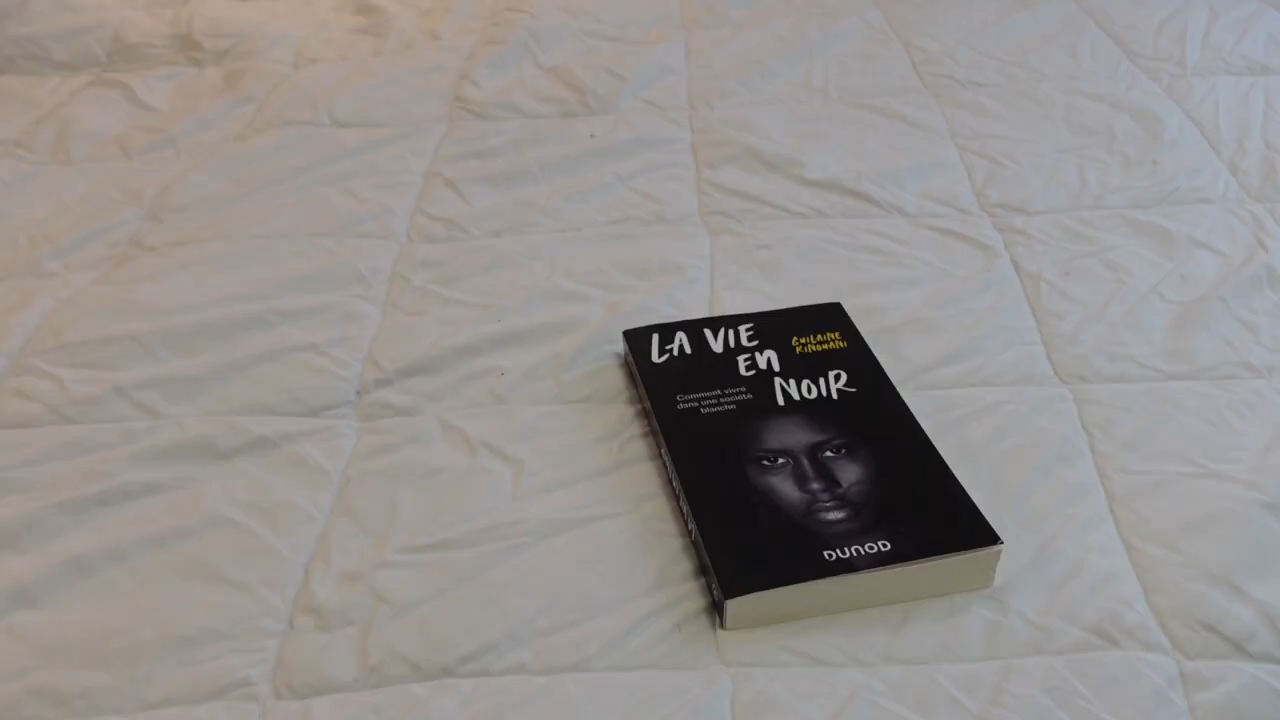 LA VIE
EN
NOIR
GUILAINE
KINOUANI
Comment vivre
dans une société
blanche
DUNOD